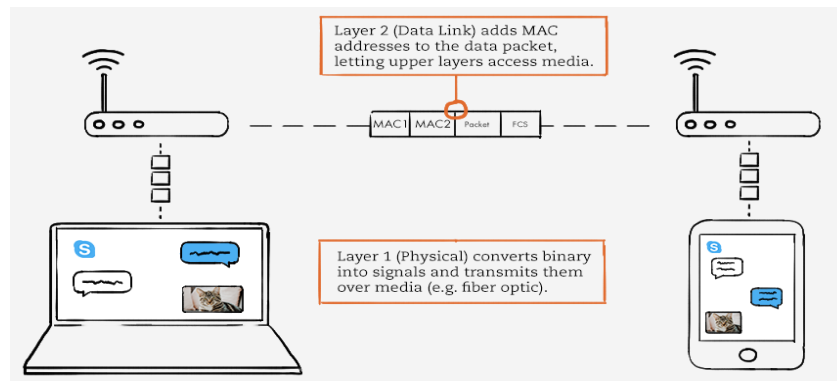 Layer 2 (Data Link) adds MAC
addresses to the data packet,
letting upper layers access media.
MAC1 MAC2 Packet FCS
S
S
Layer 1 (Physical) converts binary
into signals and transmits them
over media (e.g. fiber optic).